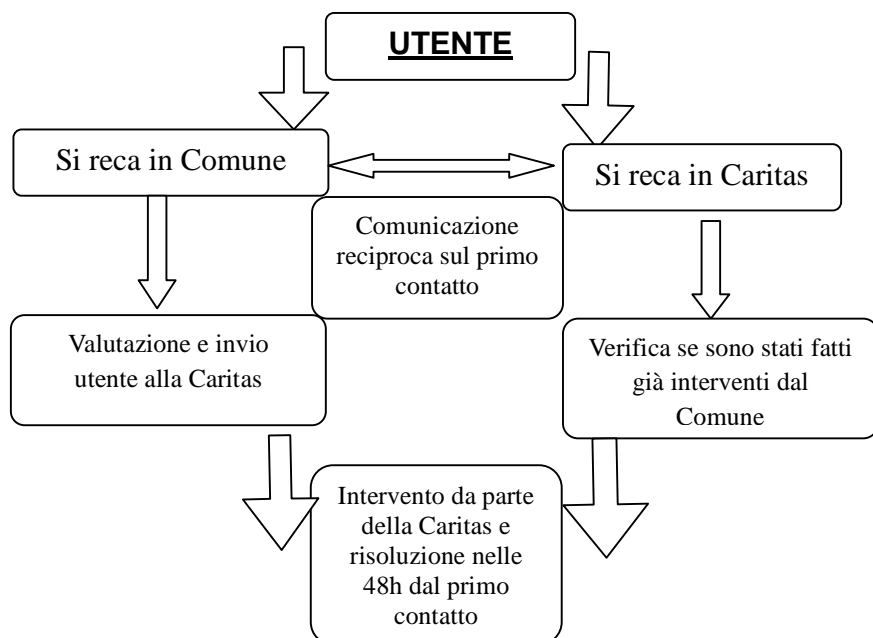 UTENTE
Si reca in Comune
Si reca in Caritas
Comunicazione
reciproca sul primo
contatto
Valutazione e invio
utente alla Caritas
Verifica se sono stati fatti
già interventi dal
Comune
Intervento da parte
della Caritas e
risoluzione nelle
48h dal primo
contatto